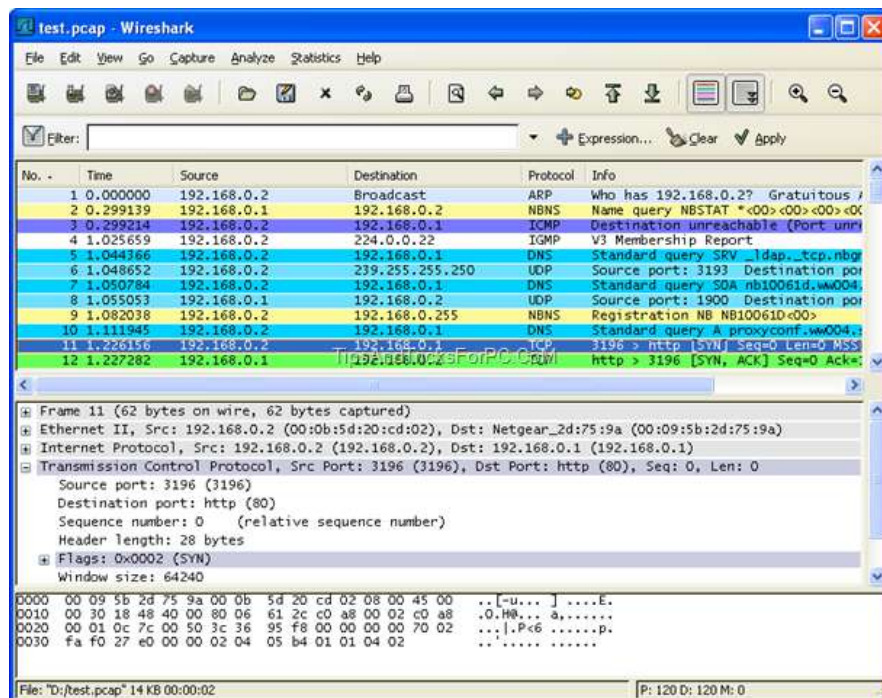 test.pcap - Wireshark
File Edit View Go Capture Analyze Statistics Help
Filter: Expression... Clear Apply
No. - Time Source Destination Protocol Info
1 0.000000 192.168.0.2 Broadcast ARP Who has 192.168.0.2? Gratuitous
2 0.299139 192.168.0.1 192.168.0.2 NBNS Name query NBSTAT *<00><00><00><00
3 0.299214 192.168.0.2 192.168.0.1 ICMP Destination unreachable (Port unre
4 1.025659 192.168.0.2 224.0.0.22 IGMP V3 Membership Report
5 1.044366 192.168.0.2 192.168.0.1 DNS Standard query SRV _ldap._tcp.nbgm
6 1.048652 192.168.0.2 239.255.255.250 UDP Source port: 3193 Destination por
7 1.050784 192.168.0.2 192.168.0.1 DNS Standard query SOA nb10061d.ww004.
8 1.055053 192.168.0.1 192.168.0.2 UDP Source port: 1900 Destination por
9 1.082038 192.168.0.2 192.168.0.255 NBNS Registration NB NB10061D<00>
10 1.111945 192.168.0.2 192.168.0.1 DNS Standard query A proxyconf.ww004.
11 1.226156 192.168.0.2 192.168.0.1 TCP 3196 > http [SYN] Seq=0 Len=0 MSS
TipsAndTricksForPC.COM
12 1.227282 192.168.0.1 192.168.0.2 TCP http > 3196 [SYN, ACK] Seq=0 Ack=
Frame 11 (62 bytes on wire, 62 bytes captured)
Ethernet II, Src: 192.168.0.2 (00:0b:5d:20:cd:02), Dst: Netgear_2d:75:9a (00:09:5b:2d:75:9a)
Internet Protocol, Src: 192.168.0.2 (192.168.0.2), Dst: 192.168.0.1 (192.168.0.1)
Transmission Control Protocol, Src Port: 3196 (3196), Dst Port: http (80), Seq: 0, Len: 0
Source port: 3196 (3196)
Destination port: http (80)
Sequence number: 0 (relative sequence number)
Header length: 28 bytes
Flags: 0x0002 (SYN)
Window size: 64240
0000 00 09 5b 2d 75 9a 00 0b 5d 20 cd 02 08 00 45 00 ..[-u... ] ....E.
0010 00 30 18 48 40 00 80 06 61 2c c0 a8 00 02 c0 a8 .0.H@... a,......
0020 00 01 0c 7c 00 50 3c 36 95 f8 00 00 00 00 70 02 ...|.P<6 ......p.
0030 fa f0 27 e0 00 00 02 04 05 b4 01 01 04 02 ..'..... ......
File: "D:/test.pcap" 14 KB 00:00:02 P: 120 D: 120 M: 0